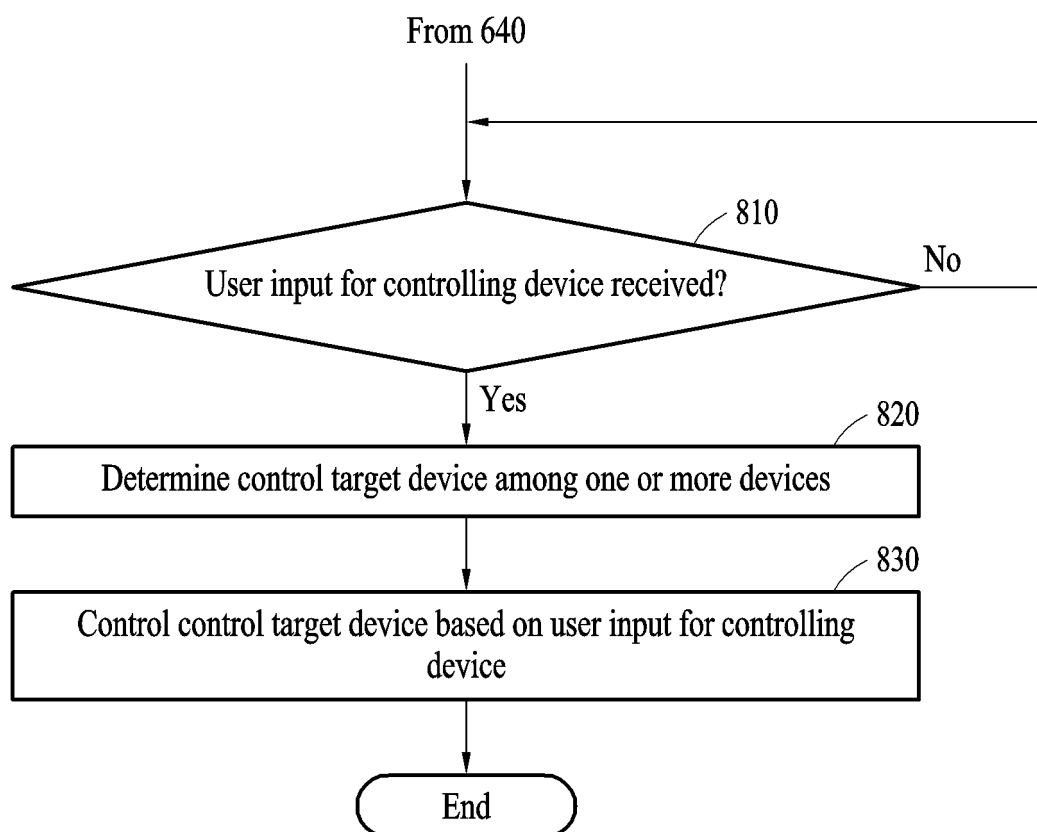 From 640
810
User input for controlling device received?
No
Yes
820
Determine control target device among one or more devices
830
Control control target device based on user input for controlling
device
End